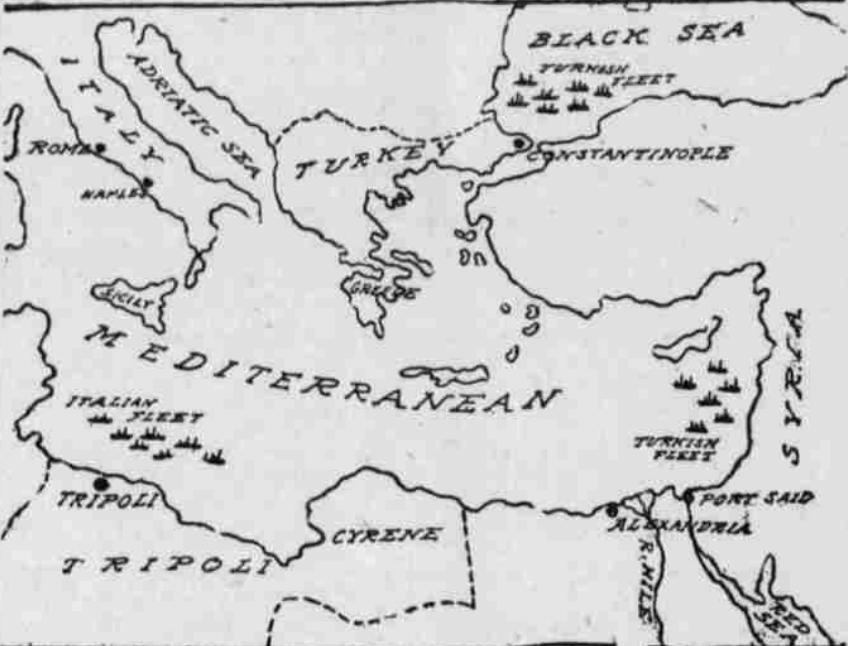 BLACK SEA
TURKISH
FLEET
ITALY
ADRIATIC SEA
ROME
NAPLES
TURKEY
CONSTANTINOPLE
SICILY
GREECE
MEDITERRANEAN
SYRIA
ITALIAN
FLEET
TURKISH
FLEET
TRIPOLI
PORT SAID
ALEXANDRIA
CYRENE
TRIPOLI
R. NILE
RED
SEA